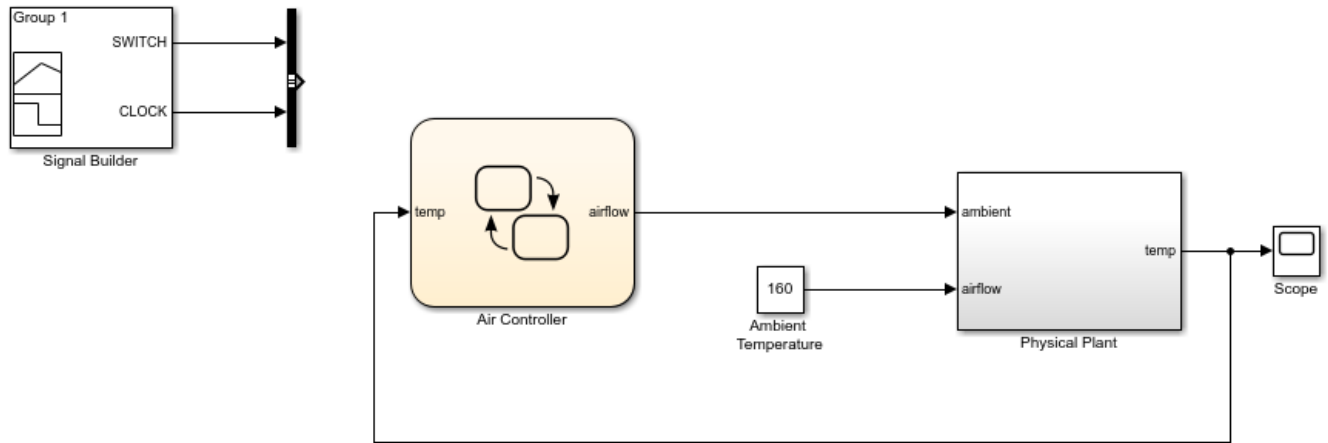 Group 1
SWITCH
CLOCK
Signal Builder
temp
airflow
Air Controller
160
Ambient
Temperature
ambient
airflow
temp
Physical Plant
Scope